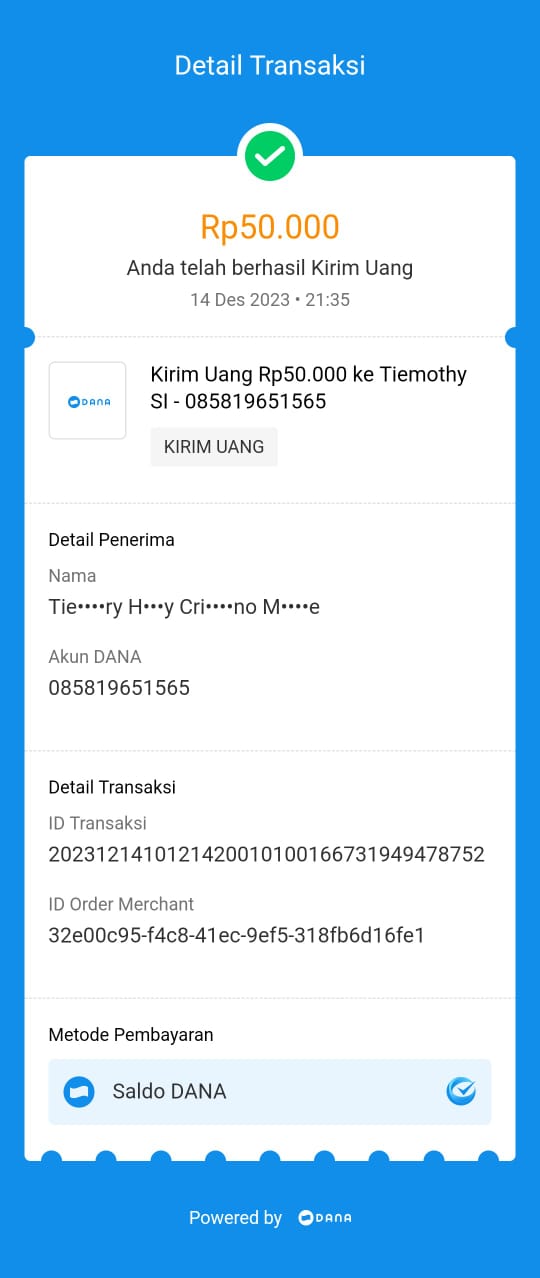 Detail Transaksi
Rp50.000
Anda telah berhasil Kirim Uang
14 Des 2023 • 21:35
DANA
Kirim Uang Rp50.000 ke Tiemothy
SI - 085819651565
KIRIM UANG
Detail Penerima
Nama
Tie••••ry H•••y Cri••••no M••••e
Akun DANA
085819651565
Detail Transaksi
ID Transaksi
2023121410121420010100166731949478752
ID Order Merchant
32e00c95-f4c8-41ec-9ef5-318fb6d16fe1
Metode Pembayaran
Saldo DANA
Powered by DANA